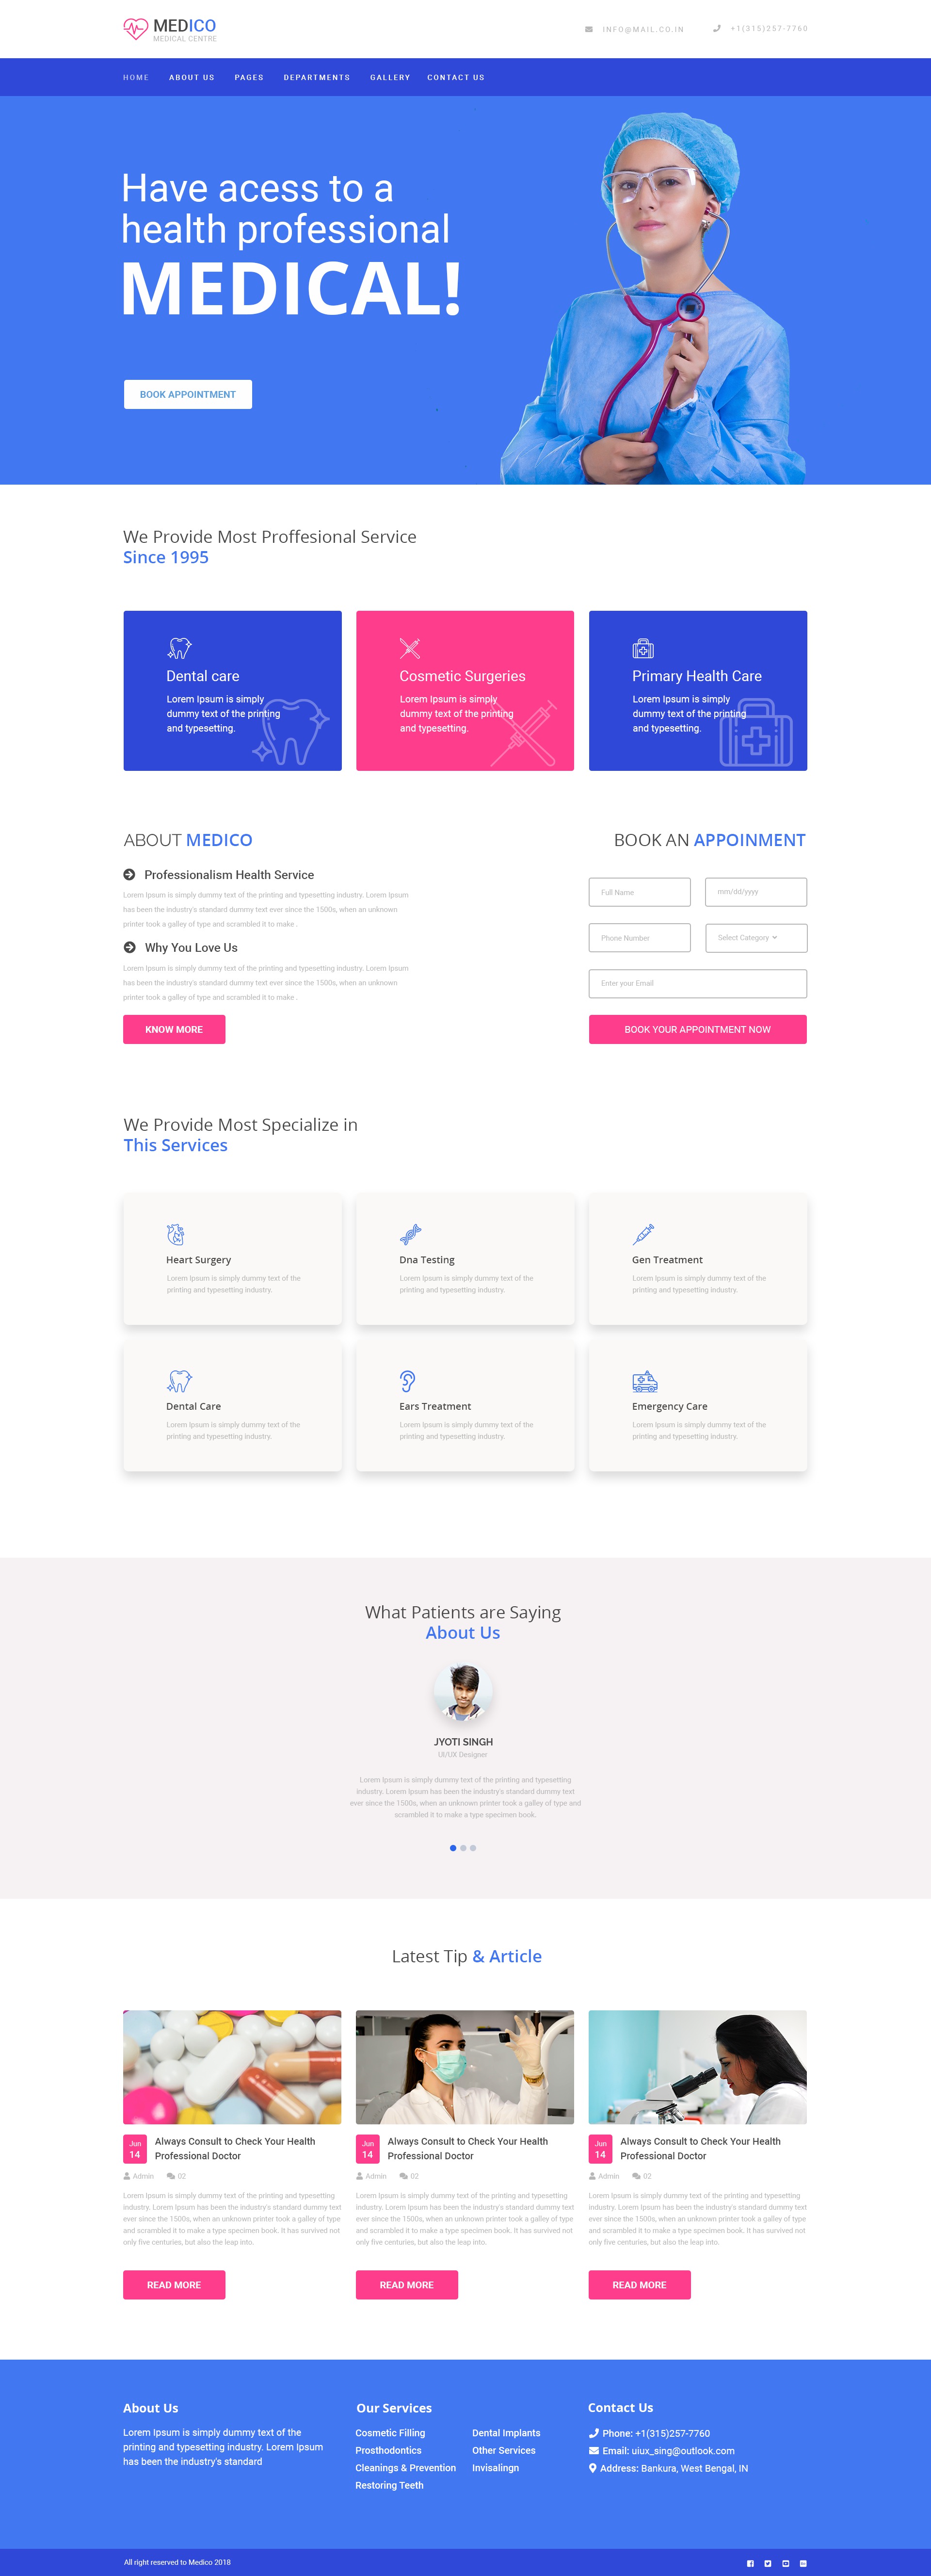 MEDICO
MEDICAL CENTRE
INFO@MAIL.CO.IN
+1(315)257-7760
HOME ABOUT US PAGES DEPARTMENTS GALLERY CONTACT US
Have acess to a
health professional
MEDICAL!
BOOK APPOINTMENT
We Provide Most Proffesional Service
Since 1995
Dental care
Lorem Ipsum is simply
dummy text of the printing
and typesetting.
Cosmetic Surgeries
Lorem Ipsum is simply
dummy text of the printing
and typesetting.
Primary Health Care
Lorem Ipsum is simply
dummy text of the printing
and typesetting.
ABOUT MEDICO
Professionalism Health Service
Lorem Ipsum is simply dummy text of the printing and typesetting industry. Lorem Ipsum
has been the industry's standard dummy text ever since the 1500s, when an unknown
printer took a galley of type and scrambled it to make .
Why You Love Us
Lorem Ipsum is simply dummy text of the printing and typesetting industry. Lorem Ipsum
has been the industry's standard dummy text ever since the 1500s, when an unknown
printer took a galley of type and scrambled it to make .
KNOW MORE
BOOK AN APPOINMENT
Full Name
mm/dd/yyyy
Phone Number
Select Category
Enter your Email
BOOK YOUR APPOINTMENT NOW
We Provide Most Specialize in
This Services
Heart Surgery
Lorem Ipsum is simply dummy text of the
printing and typesetting industry.
Dna Testing
Lorem Ipsum is simply dummy text of the
printing and typesetting industry.
Gen Treatment
Lorem Ipsum is simply dummy text of the
printing and typesetting industry.
Dental Care
Lorem Ipsum is simply dummy text of the
printing and typesetting industry.
Ears Treatment
Lorem Ipsum is simply dummy text of the
printing and typesetting industry.
Emergency Care
Lorem Ipsum is simply dummy text of the
printing and typesetting industry.
What Patients are Saying
About Us
JYOTI SINGH
UI/UX Designer
Lorem Ipsum is simply dummy text of the printing and typesetting
industry. Lorem Ipsum has been the industry's standard dummy text
ever since the 1500s, when an unknown printer took a galley of type and
scrambled it to make a type specimen book.
Latest Tip & Article
Jun
14
Always Consult to Check Your Health
Professional Doctor
Admin 02
Lorem Ipsum is simply dummy text of the printing and typesetting
industry. Lorem Ipsum has been the industry's standard dummy text
ever since the 1500s, when an unknown printer took a galley of type
and scrambled it to make a type specimen book. It has survived not
only five centuries, but also the leap into.
READ MORE
Jun
14
Always Consult to Check Your Health
Professional Doctor
Admin 02
Lorem Ipsum is simply dummy text of the printing and typesetting
industry. Lorem Ipsum has been the industry's standard dummy text
ever since the 1500s, when an unknown printer took a galley of type
and scrambled it to make a type specimen book. It has survived not
only five centuries, but also the leap into.
READ MORE
Jun
14
Always Consult to Check Your Health
Professional Doctor
Admin 02
Lorem Ipsum is simply dummy text of the printing and typesetting
industry. Lorem Ipsum has been the industry's standard dummy text
ever since the 1500s, when an unknown printer took a galley of type
and scrambled it to make a type specimen book. It has survived not
only five centuries, but also the leap into.
READ MORE
About Us
Lorem Ipsum is simply dummy text of the
printing and typesetting industry. Lorem Ipsum
has been the industry's standard
Our Services
Cosmetic Filling
Prosthodontics
Cleanings & Prevention
Restoring Teeth
Dental Implants
Other Services
Invisalingn
Contact Us
Phone: +1(315)257-7760
Email: uiux_sing@outlook.com
Address: Bankura, West Bengal, IN
All right reserved to Medico 2018